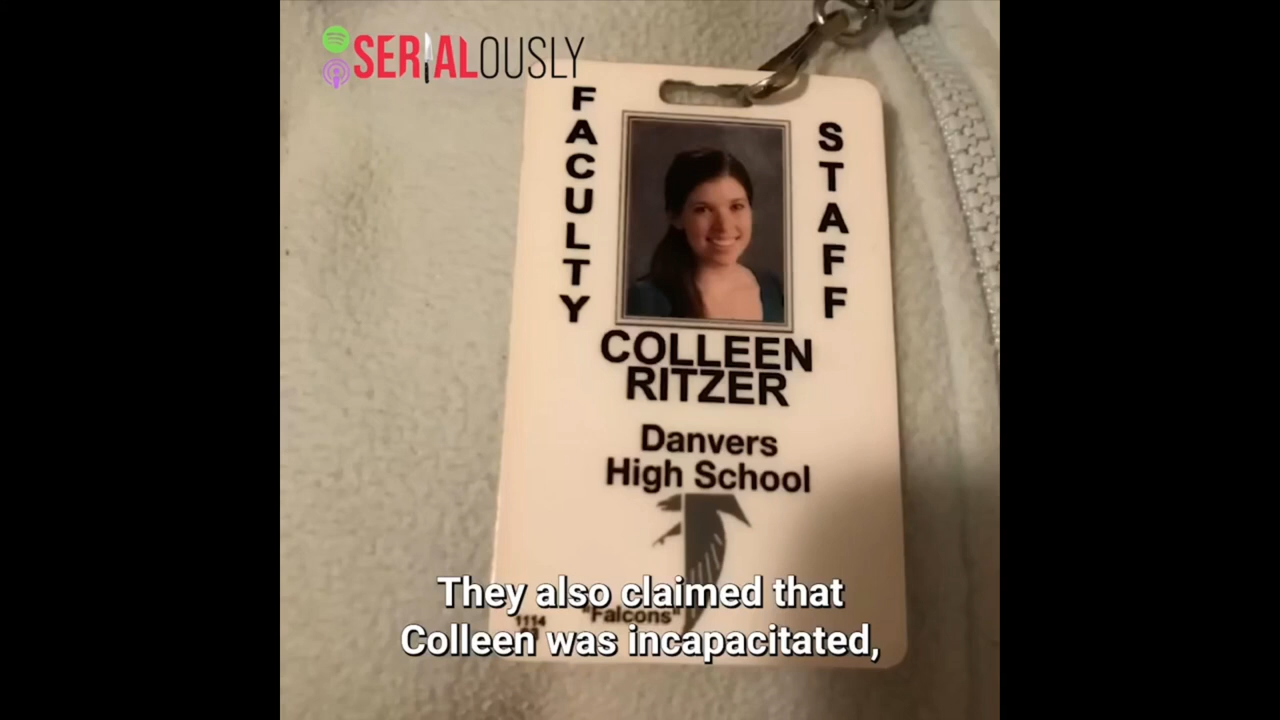 SERIALOUSLY
FACULTY
STAFF
COLLEEN
RITZER
Danvers
High School
"Falcons"
1114
They also claimed that
Colleen was incapacitated,